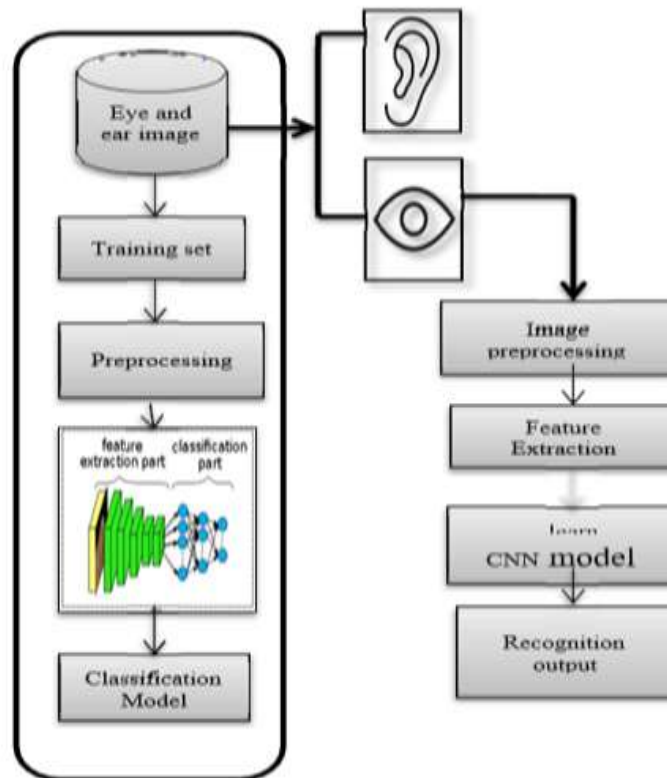 Eye and
ear image
Training set
Preprocessing
feature
extraction part
classification
part
Classification
Model
Image
preprocessing
Feature
Extraction
learn
CNN model
Recognition
output